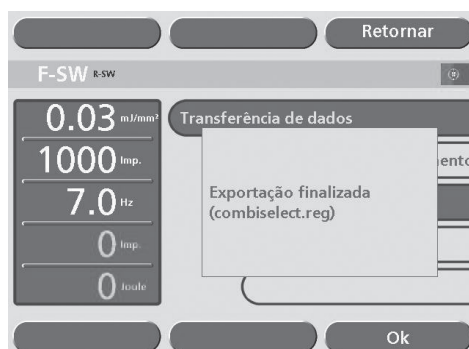 Retornar
F-SW R-SW
0.03 mJ/mm²
Transferência de dados
1000 Imp.
7.0 Hz
Exportação finalizada
(combiselect.reg)
0 Imp.
0 Joule
Ok